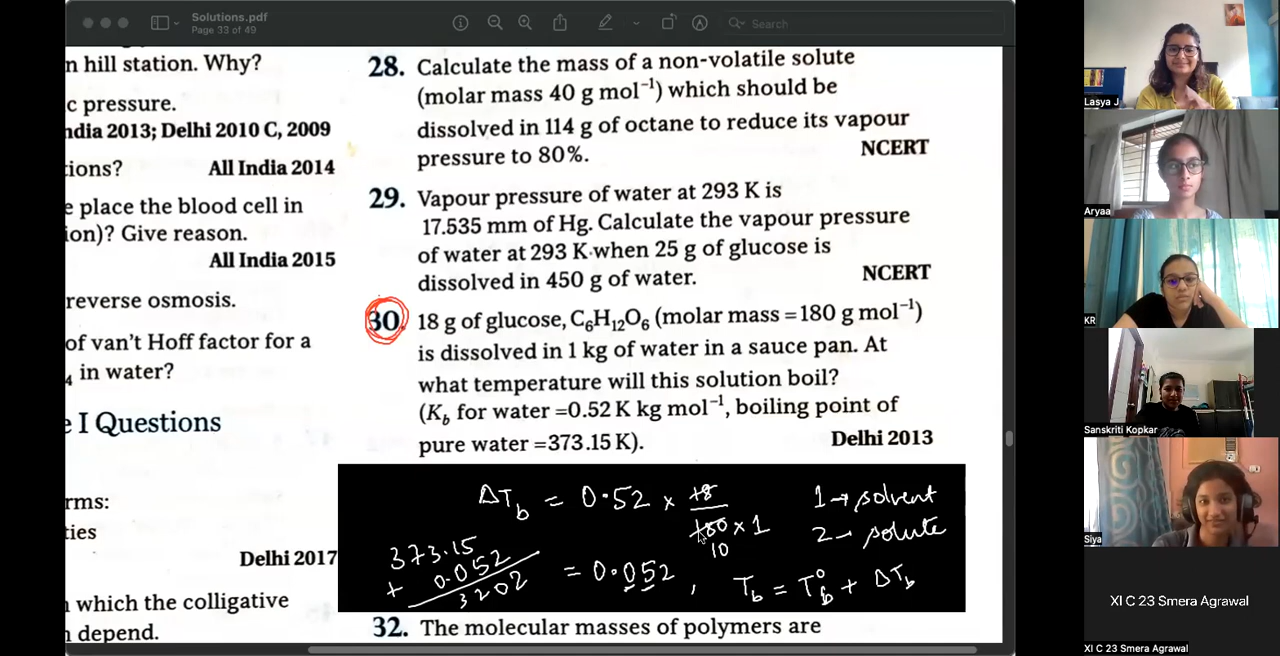 Solutions.pdf
Page 33 of 49
Search
n hill station. Why?
c pressure.
ndia 2013; Delhi 2010 C, 2009
tions?
All India 2014
e place the blood cell in
ion)? Give reason.
All India 2015
reverse osmosis.
of van't Hoff factor for a
4 in water?
e I Questions
rms:
ties
Delhi 2017
which the colligative
depend.
28. Calculate the mass of a non-volatile solute
(molar mass 40 g mol⁻¹) which should be
dissolved in 114 g of octane to reduce its vapour
pressure to 80%.
NCERT
29. Vapour pressure of water at 293 K is
17.535 mm of Hg. Calculate the vapour pressure
of water at 293 K when 25 g of glucose is
dissolved in 450 g of water.
NCERT
30. 18 g of glucose, C₆H₁₂O₆ (molar mass = 180 g mol⁻¹)
is dissolved in 1 kg of water in a sauce pan. At
what temperature will this solution boil?
(K_b for water = 0.52 K kg mol⁻¹, boiling point of
pure water = 373.15 K).
Delhi 2013
ΔT_b = 0.52 × 18
180 × 1
10
1 → solvent
2 → solute
373.15
+ 0.052
3202
= 0.052 , T_b = T_b⁰ + ΔT_b
32. The molecular masses of polymers are
Lasya J
Aryaa
KR
Sanskriti Kopkar
Siya
XI C 23 Smera Agrawal
XI C 23 Smera Agrawal